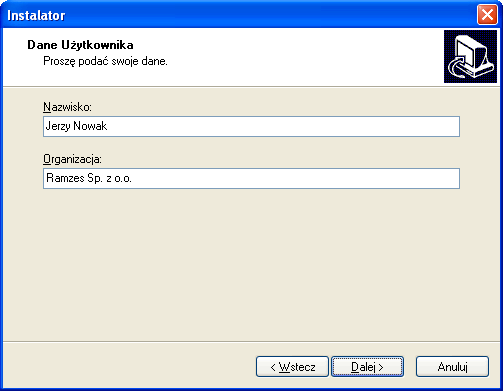 Instalator
Dane Użytkownika
Proszę podać swoje dane.
Nazwisko:
Jerzy Nowak
Organizacja:
Ramzes Sp. z o.o.
< Wstecz
Dalej >
Anuluj